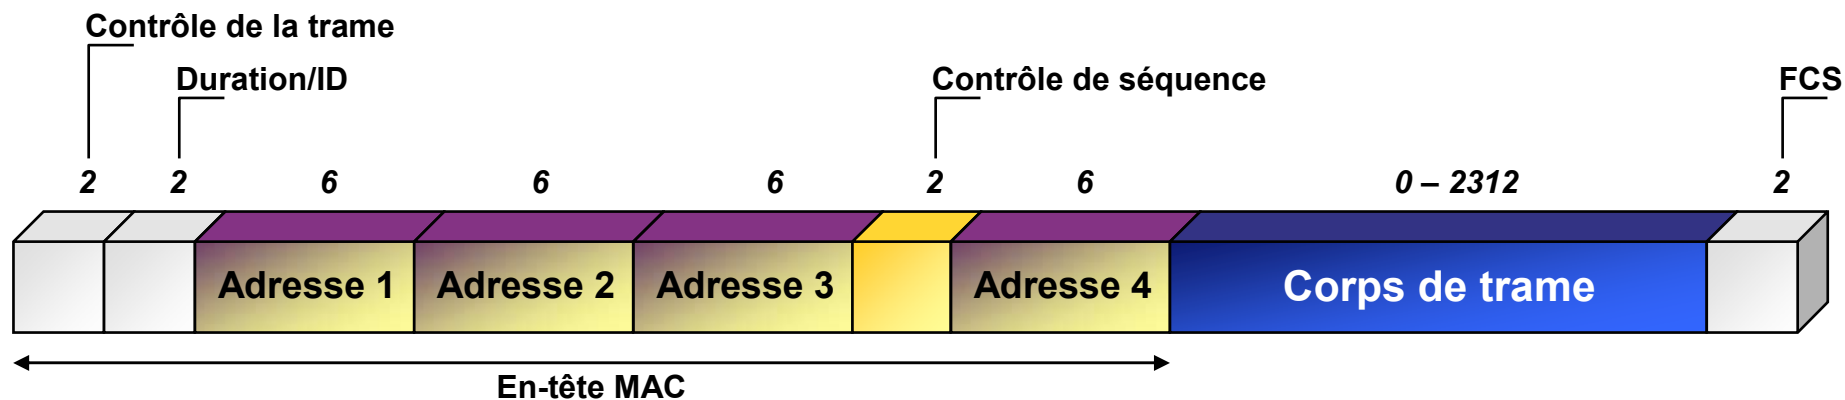 Contrôle de la trame
Duration/ID
Contrôle de séquence
FCS
2 2 6 6 6 2 6 0 – 2312 2
Adresse 1 Adresse 2 Adresse 3 Adresse 4 Corps de trame
En-tête MAC